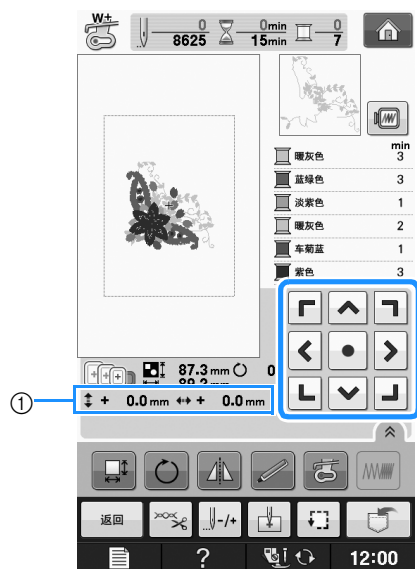 W+ 0 0min 0
8625 15min 7
min
暖灰色 3
蓝绿色 3
淡紫色 1
暖灰色 2
车菊蓝 1
紫色 3
87.3 mm 0
① + 0.0 mm + 0.0 mm
返回 -/+
? 12:00